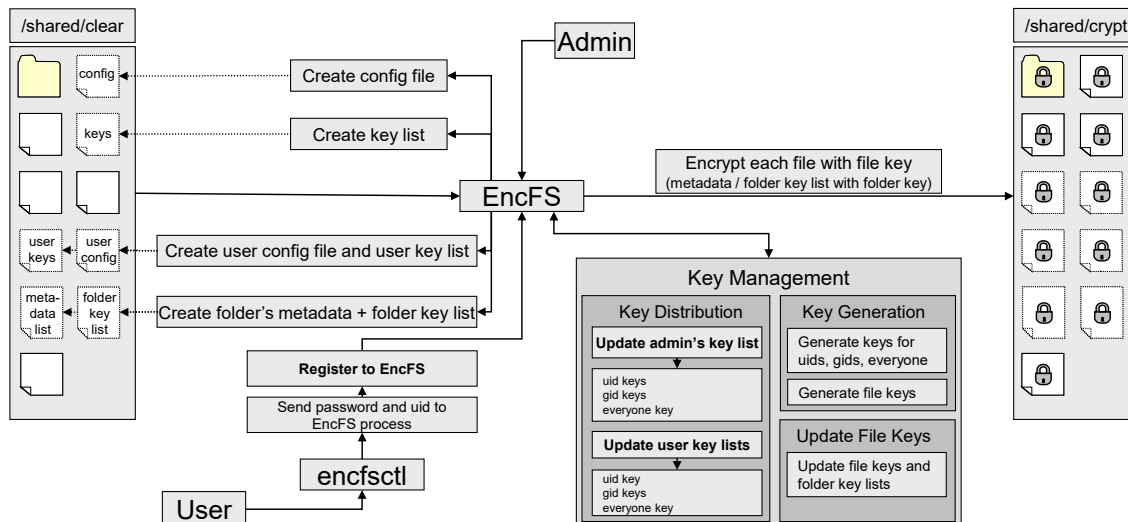 /shared/clear
config
keys
user
keys
user
config
meta-
data
list
folder
key
list
Create config file
Create key list
Create user config file and user key list
Create folder's metadata + folder key list
Admin
EncFS
Register to EncFS
Send password and uid to
EncFS process
encfsctl
User
Encrypt each file with file key
(metadata / folder key list with folder key)
Key Management
Key Distribution
Update admin's key list
uid keys
gid keys
everyone key
Update user key lists
uid key
gid keys
everyone key
Key Generation
Generate keys for
uids, gids, everyone
Generate file keys
Update File Keys
Update file keys and
folder key lists
/shared/crypt